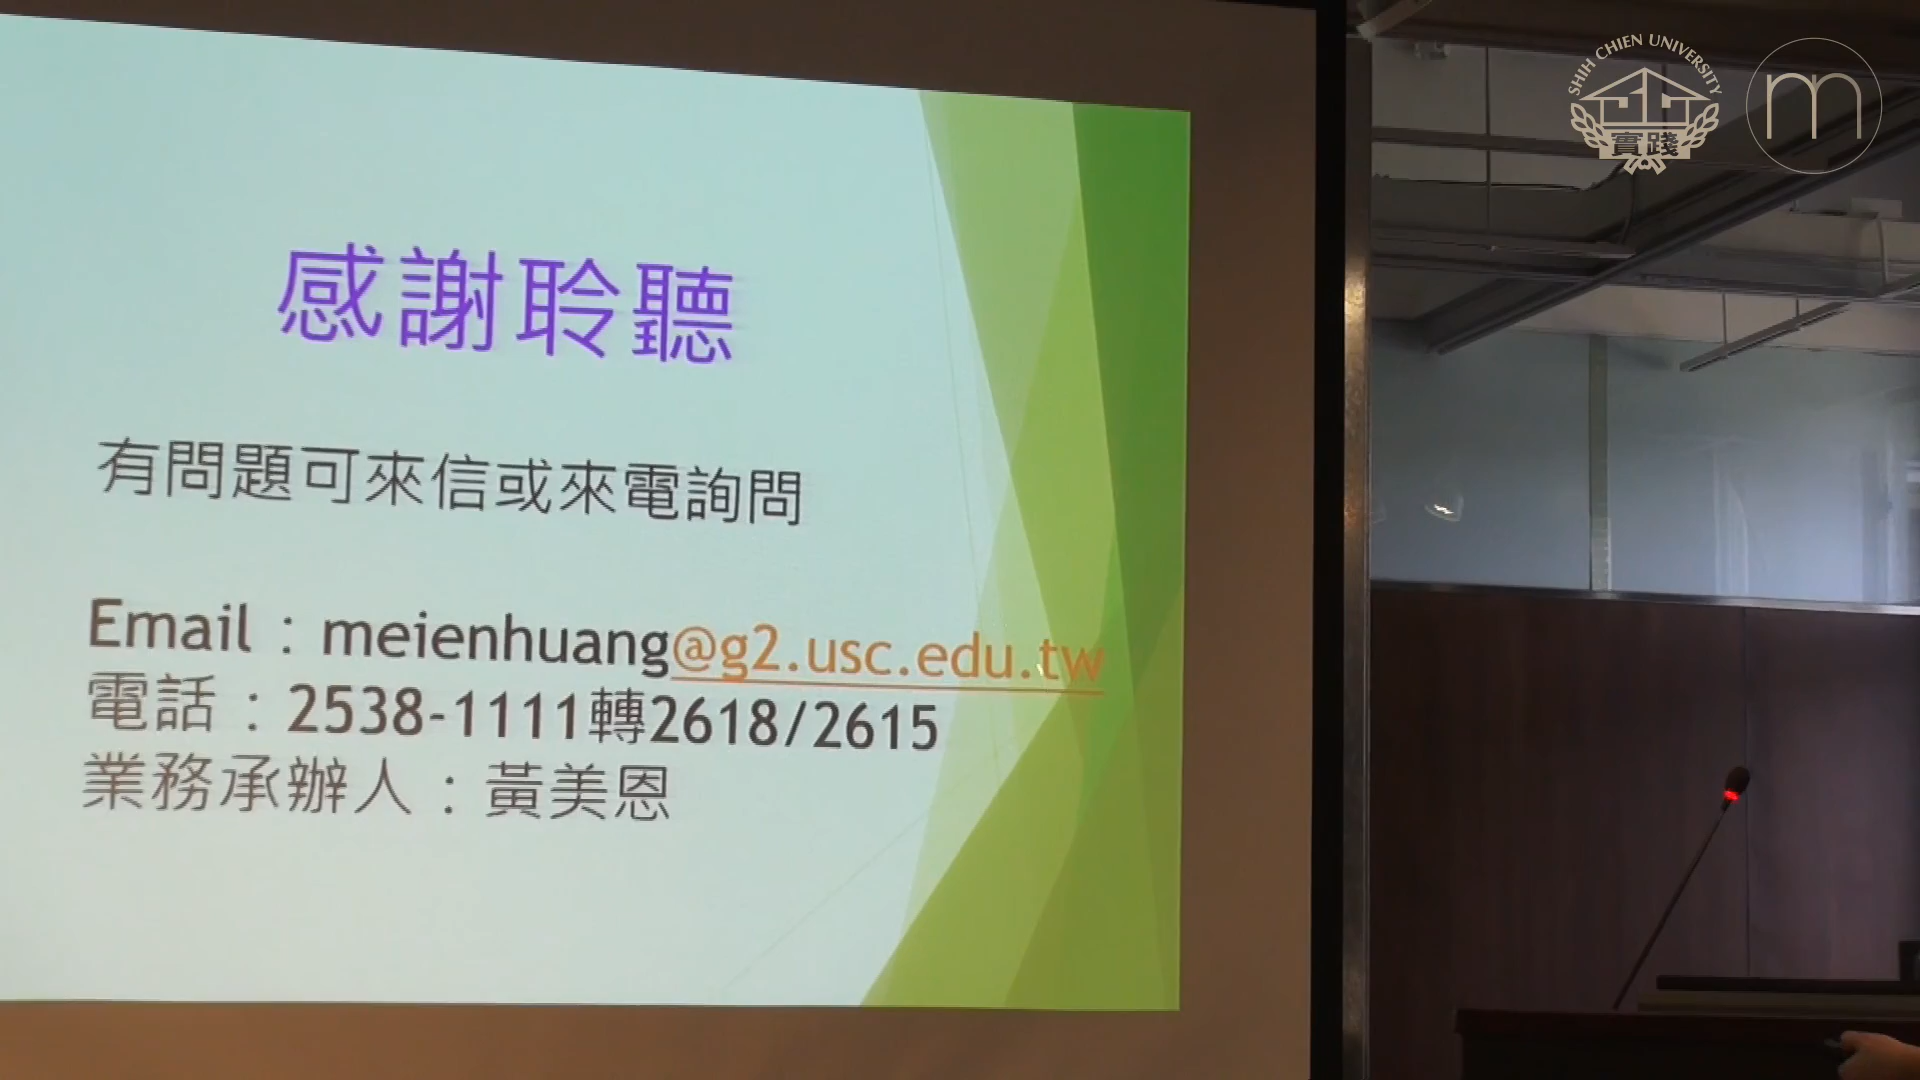 感謝聆聽
有問題可來信或來電詢問
Email：meienhuang@g2.usc.edu.tw
電話：2538-1111轉2618/2615
業務承辦人：黃美恩
SHIH CHIEN UNIVERSITY
實踐